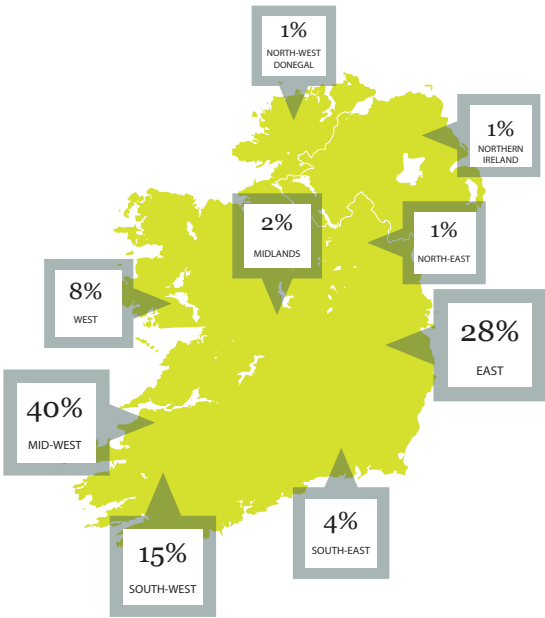 1%
NORTH-WEST
DONEGAL
1%
NORTHERN
IRELAND
2%
MIDLANDS
1%
NORTH-EAST
8%
WEST
28%
EAST
40%
MID-WEST
4%
SOUTH-EAST
15%
SOUTH-WEST